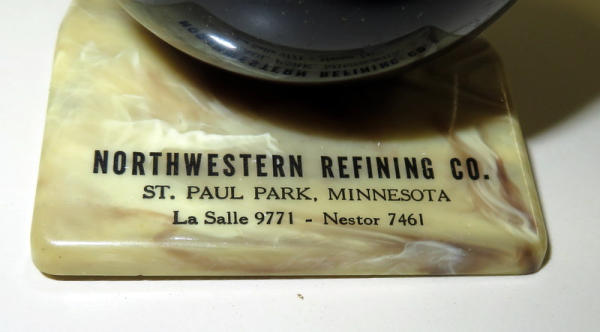 NORTHWESTERN REFINING CO.
ST. PAUL PARK, MINNESOTA
La Salle 9771 - Nestor 7461